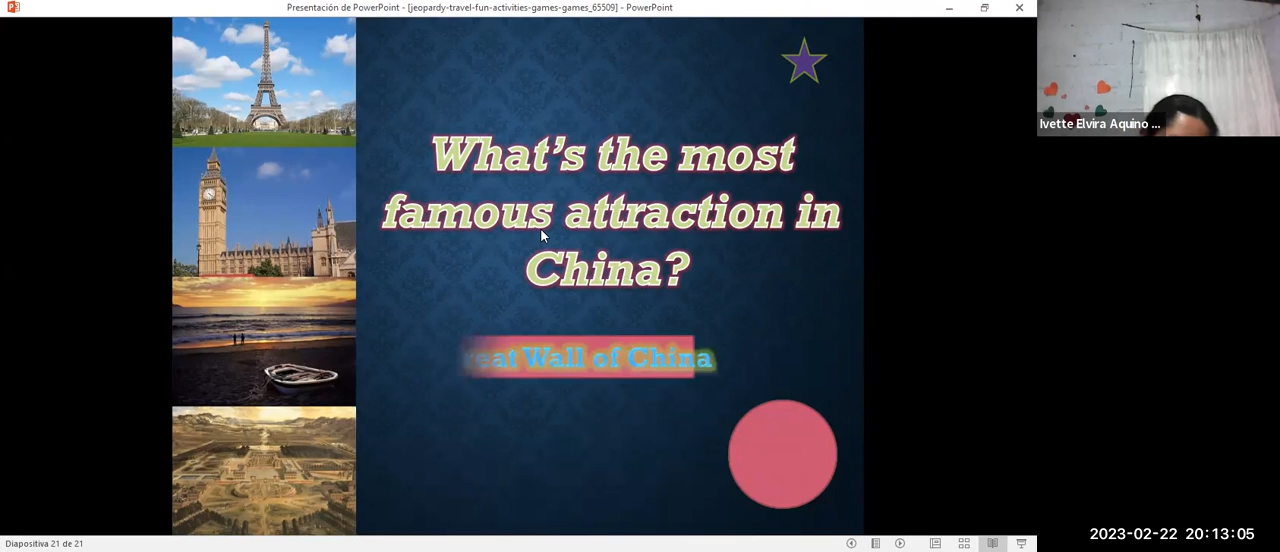 Presentación de PowerPoint - [jeopardy-travel-fun-activities-games-games_65509] - PowerPoint
Ivette Elvira Aquino ...
What's the most
famous attraction in
China?
Wall of China
Diapositiva 21 de 21
2023-02-22 20:13:05